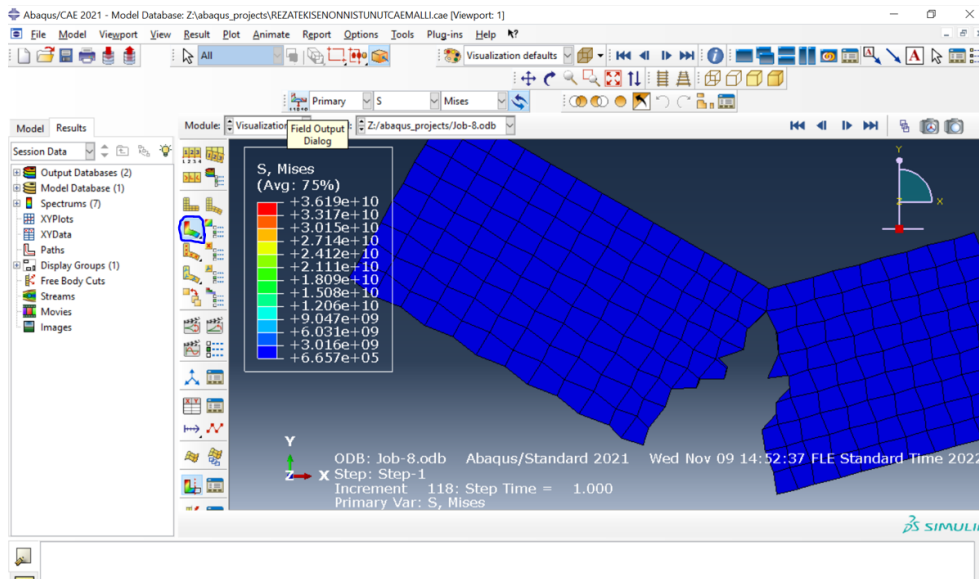 Abaqus/CAE 2021 - Model Database: Z:\abaqus_projects\REZATEKISENONNISTUNUTCAEMALLI.cae [Viewport: 1]
File Model Viewport View Result Plot Animate Report Options Tools Plug-ins Help
All Visualization defaults
Primary S Mises
Model Results
Module: Visualization Z:/abaqus_projects/Job-8.odb
Field Output
Dialog
Session Data
Output Databases (2)
Model Database (1)
Spectrums (7)
XYPlots
XYData
Paths
Display Groups (1)
Free Body Cuts
Streams
Movies
Images
S, Mises
(Avg: 75%)
+3.619e+10
+3.317e+10
+3.015e+10
+2.714e+10
+2.412e+10
+2.111e+10
+1.809e+10
+1.508e+10
+1.206e+10
+9.047e+09
+6.031e+09
+3.016e+09
+6.657e+05
Y
X
Z
Y
Z X
ODB: Job-8.odb Abaqus/Standard 2021 Wed Nov 09 14:52:37 FLE Standard Time 2022
Step: Step-1
Increment 118: Step Time = 1.000
Primary Var: S, Mises
SIMULI